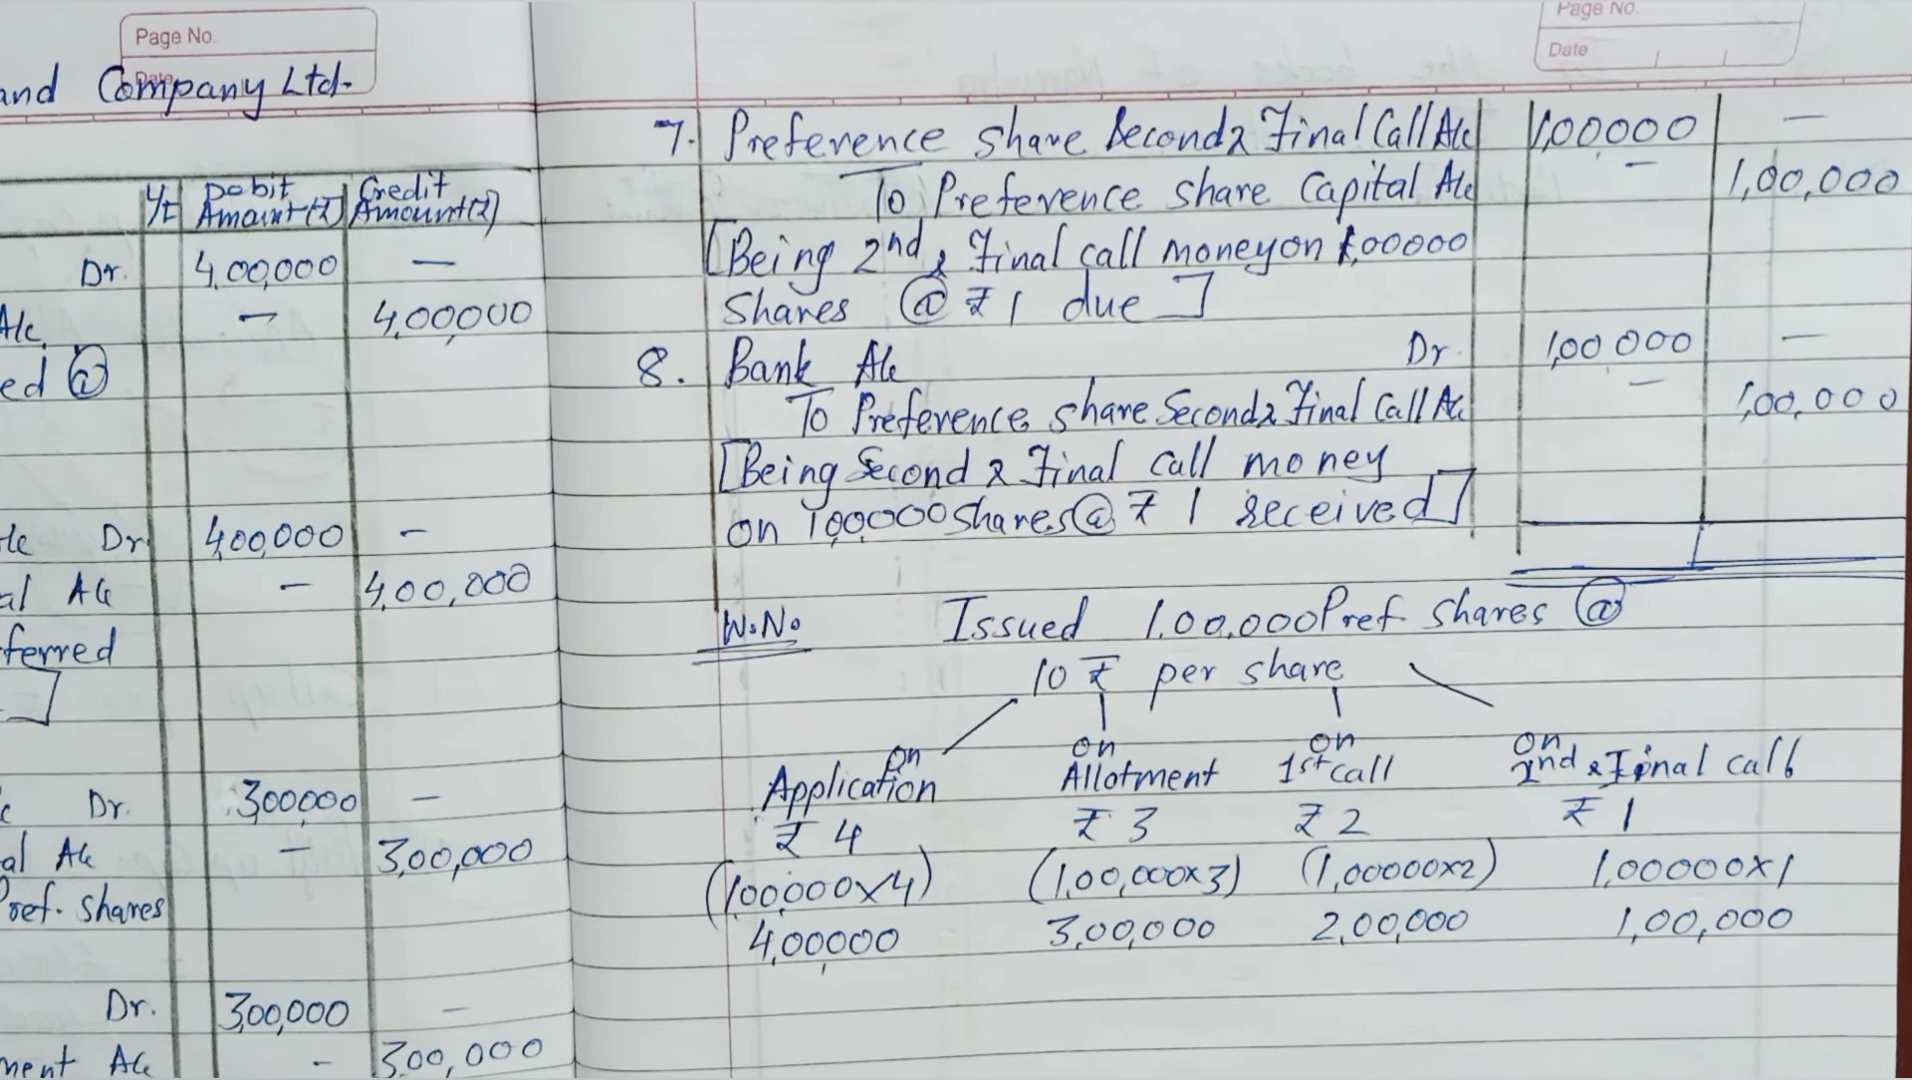 Page No.
Date
and Company Ltd.
Debit Amount(₹)
Credit Amount(₹)
Dr. 4,00,000 —
A/c. — 4,00,000
ed @
Dr 4,00,000 —
al A/c — 4,00,000
ferred
]
Dr. 3,00,000 —
al A/c — 3,00,000
Pref. shares
Dr. 3,00,000 —
ment A/c - 3,00,000
Page No.
Date
7. Preference share Second & Final Call A/c 1,00000 —
To Preference share Capital A/c — 1,00,000
[Being 2nd & Final call money on 1,00000
Shares @ ₹ 1 due ]
8. Bank A/c Dr. 1,00 000 —
To Preference share Second & Final Call A/c — 1,00,000
[Being Second & Final call money
on 1,00,000 shares @ ₹ 1 received]
W.No Issued 1,00,000 Pref. shares @
10 ₹ per share
on Application on Allotment on 1st call on 2nd & Final call
₹ 4 ₹ 3 ₹ 2 ₹ 1
(1,00,000×4) (1,00,000×3) (1,00000×2) 1,00000×1
4,00000 3,00,000 2,00,000 1,00,000